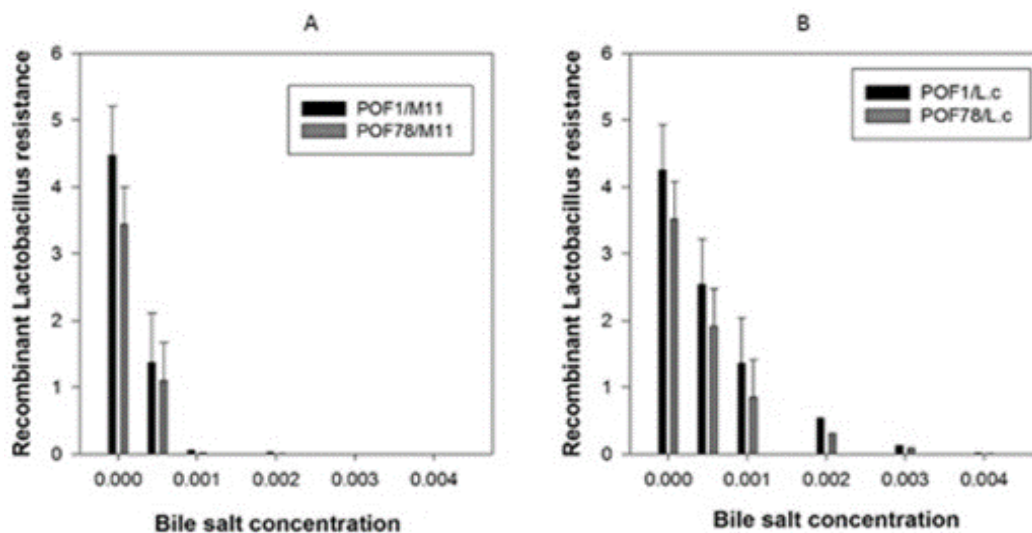 A
Recombinant Lactobacillus resistance
6
5
4
3
2
1
0
POF1/M11
POF78/M11
0.000 0.001 0.002 0.003 0.004
Bile salt concentration
B
Recombinant Lactobacillus resistance
6
5
4
3
2
1
0
POF1/L.c
POF78/L.c
0.000 0.001 0.002 0.003 0.004
Bile salt concentration